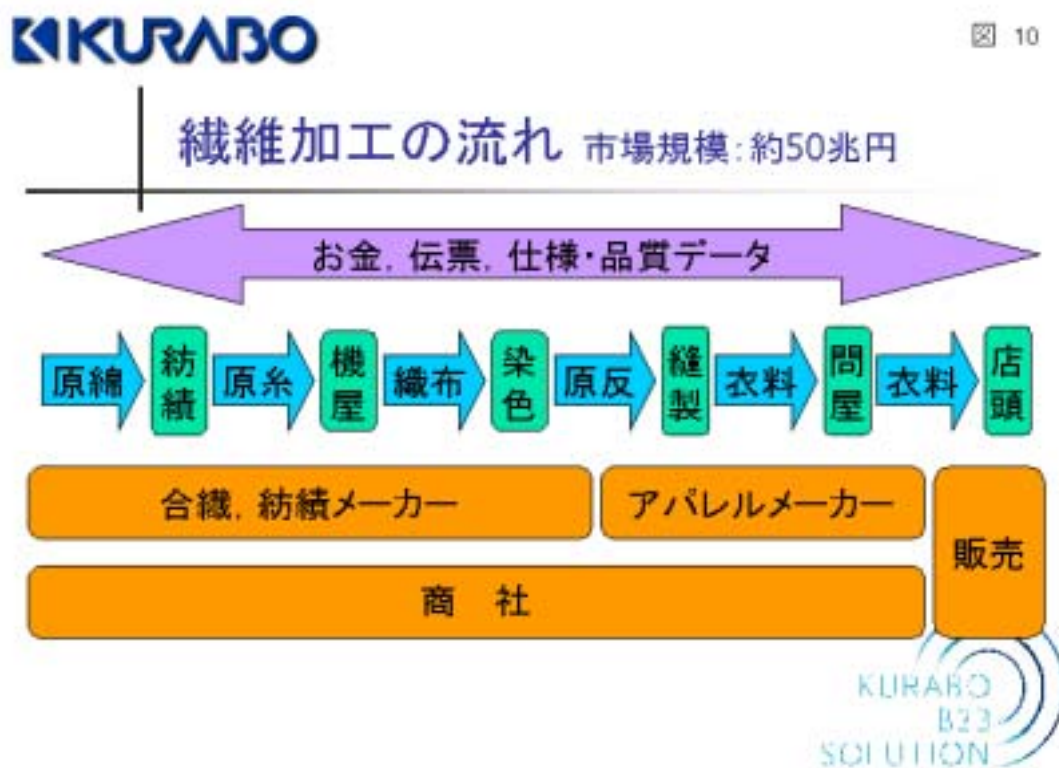 KURABO
図 10
繊維加工の流れ 市場規模:約50兆円
お金, 伝票, 仕様・品質データ
原綿 紡績 原糸 機屋 織布 染色 原反 縫製 衣料 問屋 衣料 店頭
合繊, 紡績メーカー アパレルメーカー
販売
商 社
KURABO
B2B
SOLUTION